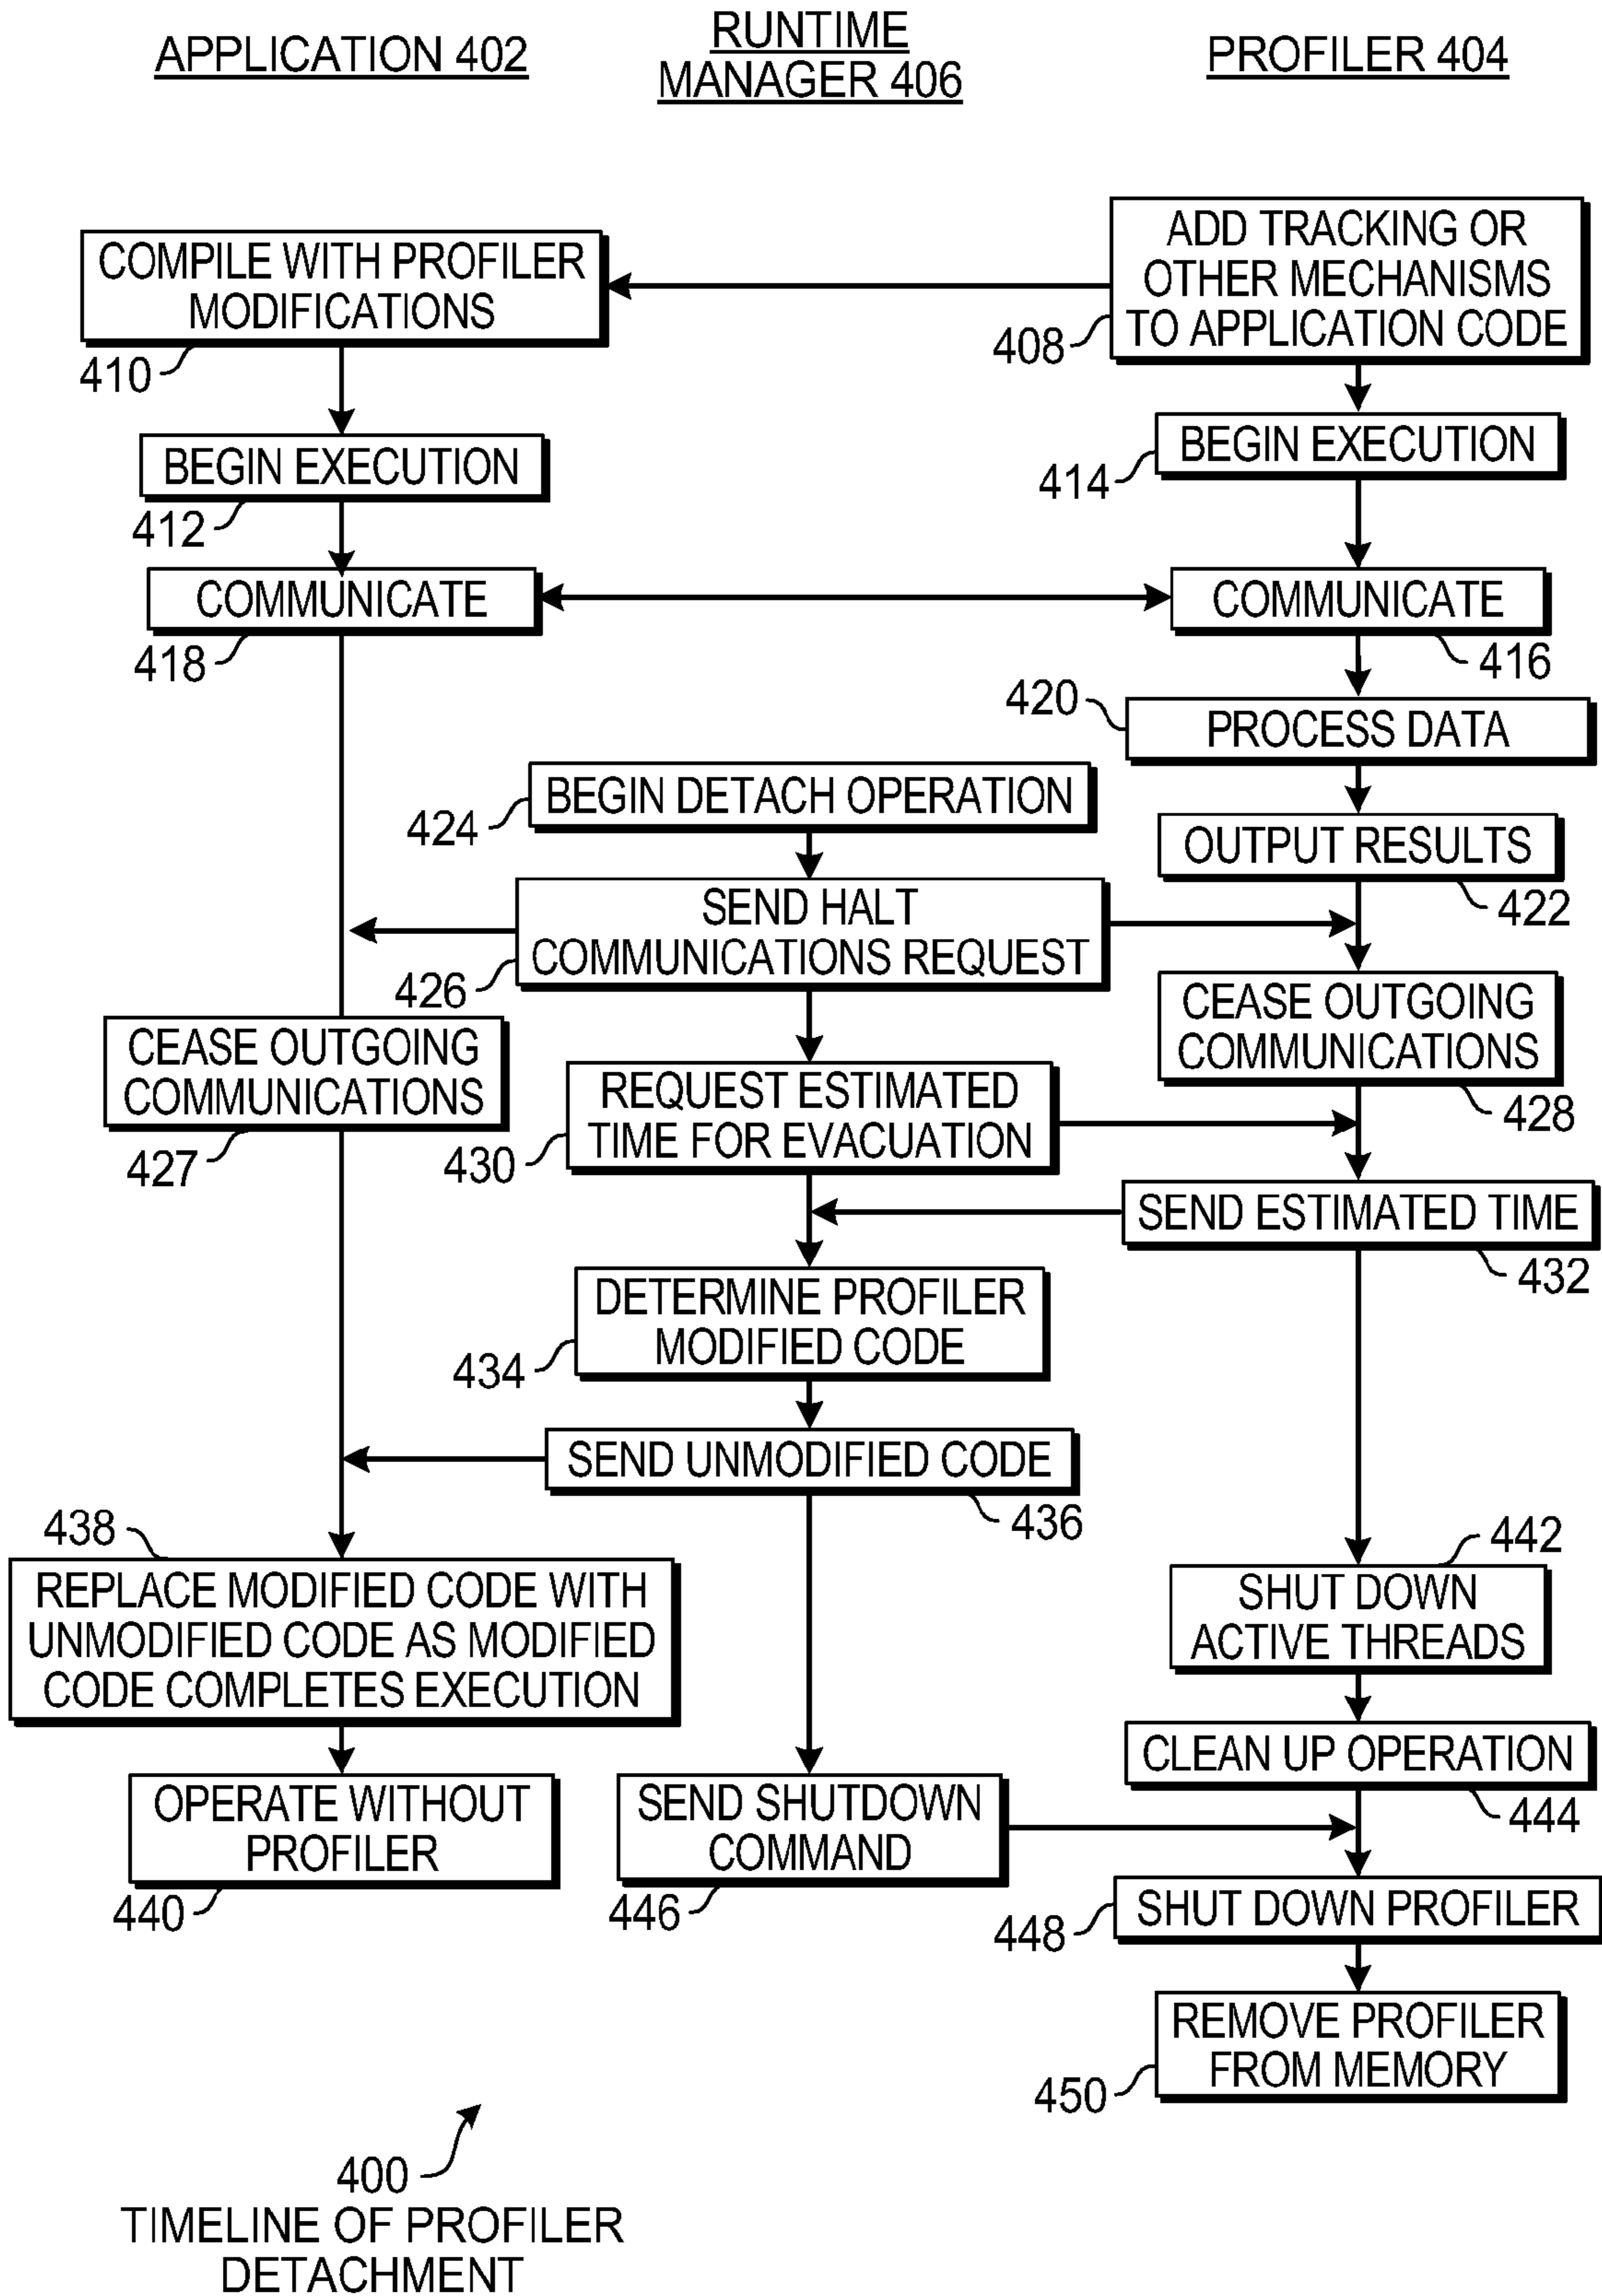 APPLICATION 402
RUNTIME
MANAGER 406
PROFILER 404
COMPILE WITH PROFILER
MODIFICATIONS
410
ADD TRACKING OR
OTHER MECHANISMS
TO APPLICATION CODE
408
BEGIN EXECUTION
412
BEGIN EXECUTION
414
COMMUNICATE
418
COMMUNICATE
416
420
PROCESS DATA
BEGIN DETACH OPERATION
424
OUTPUT RESULTS
422
SEND HALT
COMMUNICATIONS REQUEST
426
CEASE OUTGOING
COMMUNICATIONS
427
CEASE OUTGOING
COMMUNICATIONS
428
REQUEST ESTIMATED
TIME FOR EVACUATION
430
SEND ESTIMATED TIME
432
DETERMINE PROFILER
MODIFIED CODE
434
SEND UNMODIFIED CODE
436
438
REPLACE MODIFIED CODE WITH
UNMODIFIED CODE AS MODIFIED
CODE COMPLETES EXECUTION
442
SHUT DOWN
ACTIVE THREADS
CLEAN UP OPERATION
444
OPERATE WITHOUT
PROFILER
440
SEND SHUTDOWN
COMMAND
446
SHUT DOWN PROFILER
448
REMOVE PROFILER
FROM MEMORY
450
400
TIMELINE OF PROFILER
DETACHMENT